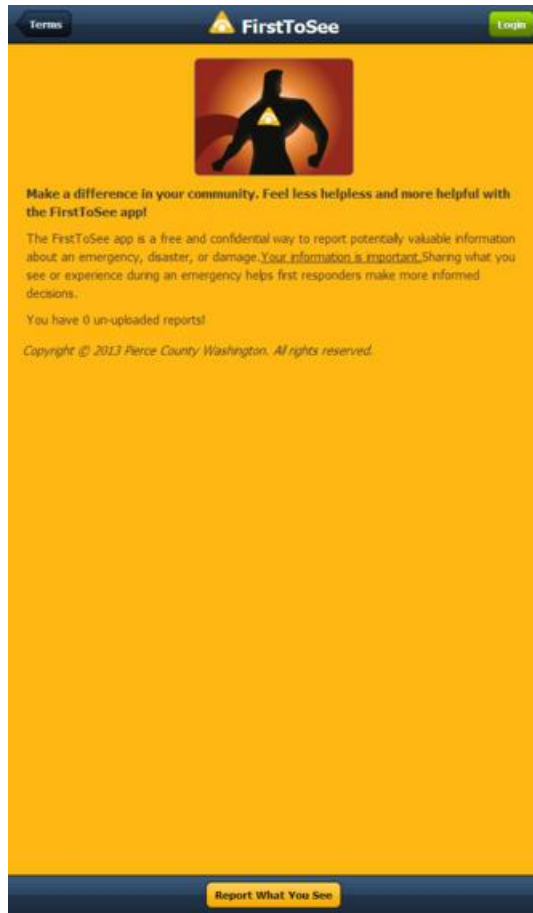 Terms
FirstToSee
Login
Make a difference in your community. Feel less helpless and more helpful with
the FirstToSee app!
The FirstToSee app is a free and confidential way to report potentially valuable information
about an emergency, disaster, or damage.Your information is important.Sharing what you
see or experience during an emergency helps first responders make more informed
decisions.
You have 0 un-uploaded reports!
Copyright © 2013 Pierce County Washington. All rights reserved.
Report What You See